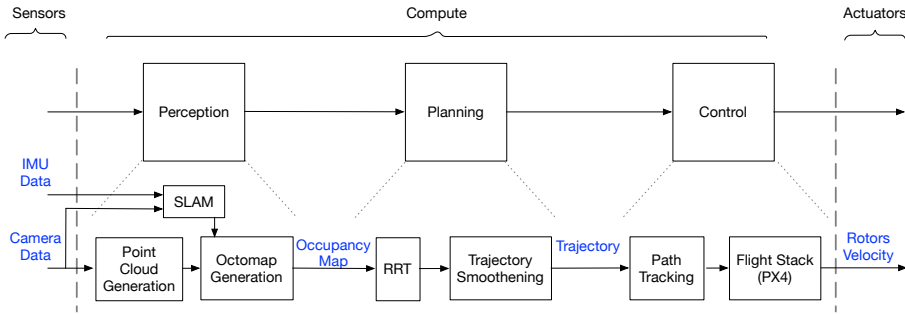 Sensors
Compute
Actuators
Perception
Planning
Control
IMU
Data
SLAM
Camera
Data
Point
Cloud
Generation
Octomap
Generation
Occupancy
Map
RRT
Trajectory
Smoothening
Trajectory
Path
Tracking
Flight Stack
(PX4)
Rotors
Velocity